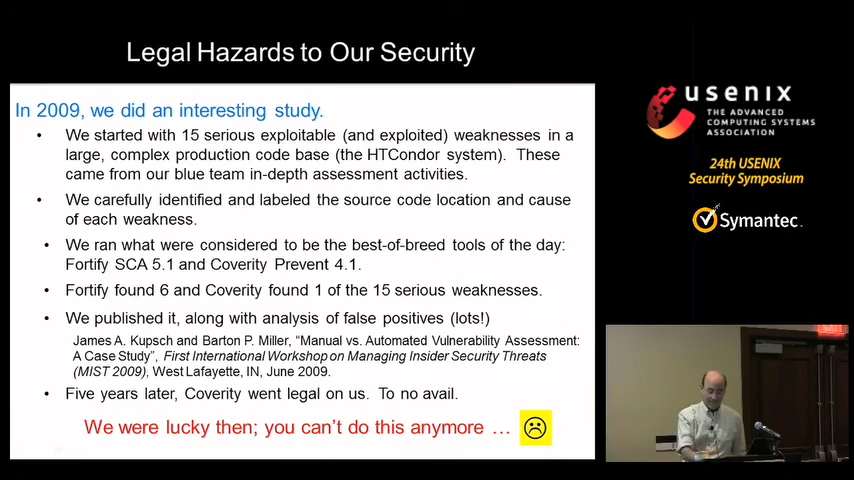 Legal Hazards to Our Security
In 2009, we did an interesting study.
• We started with 15 serious exploitable (and exploited) weaknesses in a
large, complex production code base (the HTCondor system). These
came from our blue team in-depth assessment activities.
• We carefully identified and labeled the source code location and cause
of each weakness.
• We ran what were considered to be the best-of-breed tools of the day:
Fortify SCA 5.1 and Coverity Prevent 4.1.
• Fortify found 6 and Coverity found 1 of the 15 serious weaknesses.
• We published it, along with analysis of false positives (lots!)
James A. Kupsch and Barton P. Miller, “Manual vs. Automated Vulnerability Assessment:
A Case Study”, First International Workshop on Managing Insider Security Threats
(MIST 2009), West Lafayette, IN, June 2009.
• Five years later, Coverity went legal on us. To no avail.
We were lucky then; you can’t do this anymore …
usenix
THE ADVANCED
COMPUTING SYSTEMS
ASSOCIATION
24th USENIX
Security Symposium
Symantec.